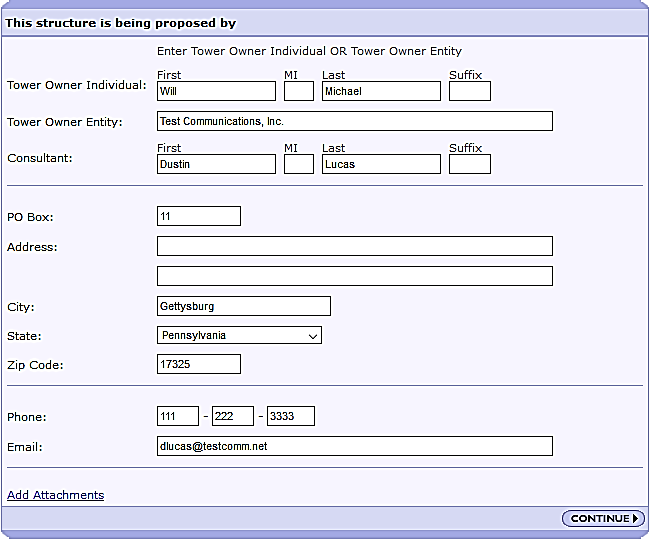 This structure is being proposed by
Enter Tower Owner Individual OR Tower Owner Entity
First MI Last Suffix
Tower Owner Individual: Will Michael
Tower Owner Entity: Test Communications, Inc.
First MI Last Suffix
Consultant: Dustin Lucas
PO Box: 11
Address:
City: Gettysburg
State: Pennsylvania
Zip Code: 17325
Phone: 111 - 222 - 3333
Email: dlucas@testcomm.net
Add Attachments
CONTINUE